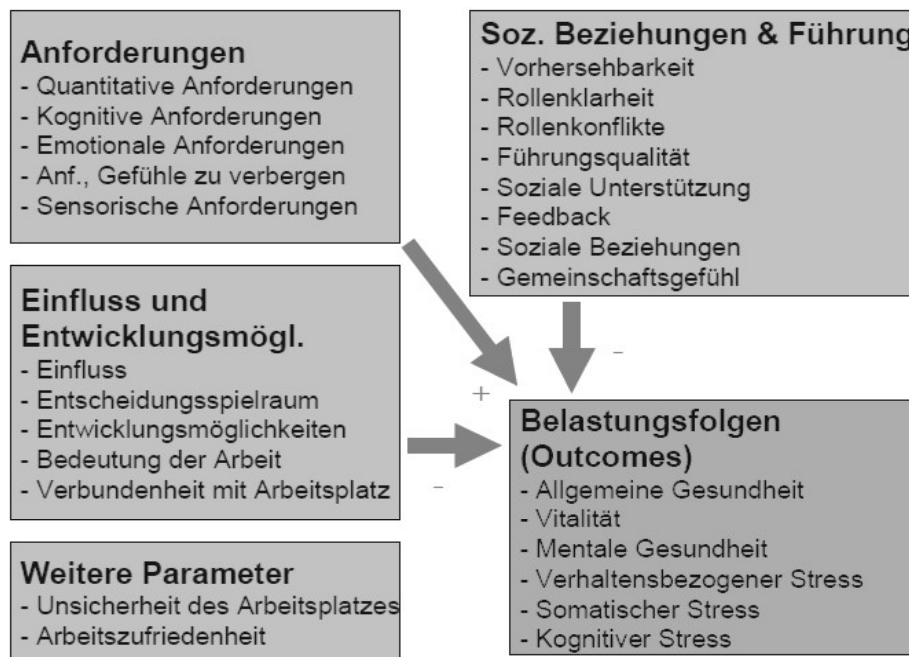 Anforderungen
- Quantitative Anforderungen
- Kognitive Anforderungen
- Emotionale Anforderungen
- Anf., Gefühle zu verbergen
- Sensorische Anforderungen
Soz. Beziehungen & Führung
- Vorhersehbarkeit
- Rollenklarheit
- Rollenkonflikte
- Führungsqualität
- Soziale Unterstützung
- Feedback
- Soziale Beziehungen
- Gemeinschaftsgefühl
Einfluss und
Entwicklungsmögl.
- Einfluss
- Entscheidungsspielraum
- Entwicklungsmöglichkeiten
- Bedeutung der Arbeit
- Verbundenheit mit Arbeitsplatz
+
-
-
Belastungsfolgen
(Outcomes)
- Allgemeine Gesundheit
- Vitalität
- Mentale Gesundheit
- Verhaltensbezogener Stress
- Somatischer Stress
- Kognitiver Stress
Weitere Parameter
- Unsicherheit des Arbeitsplatzes
- Arbeitszufriedenheit